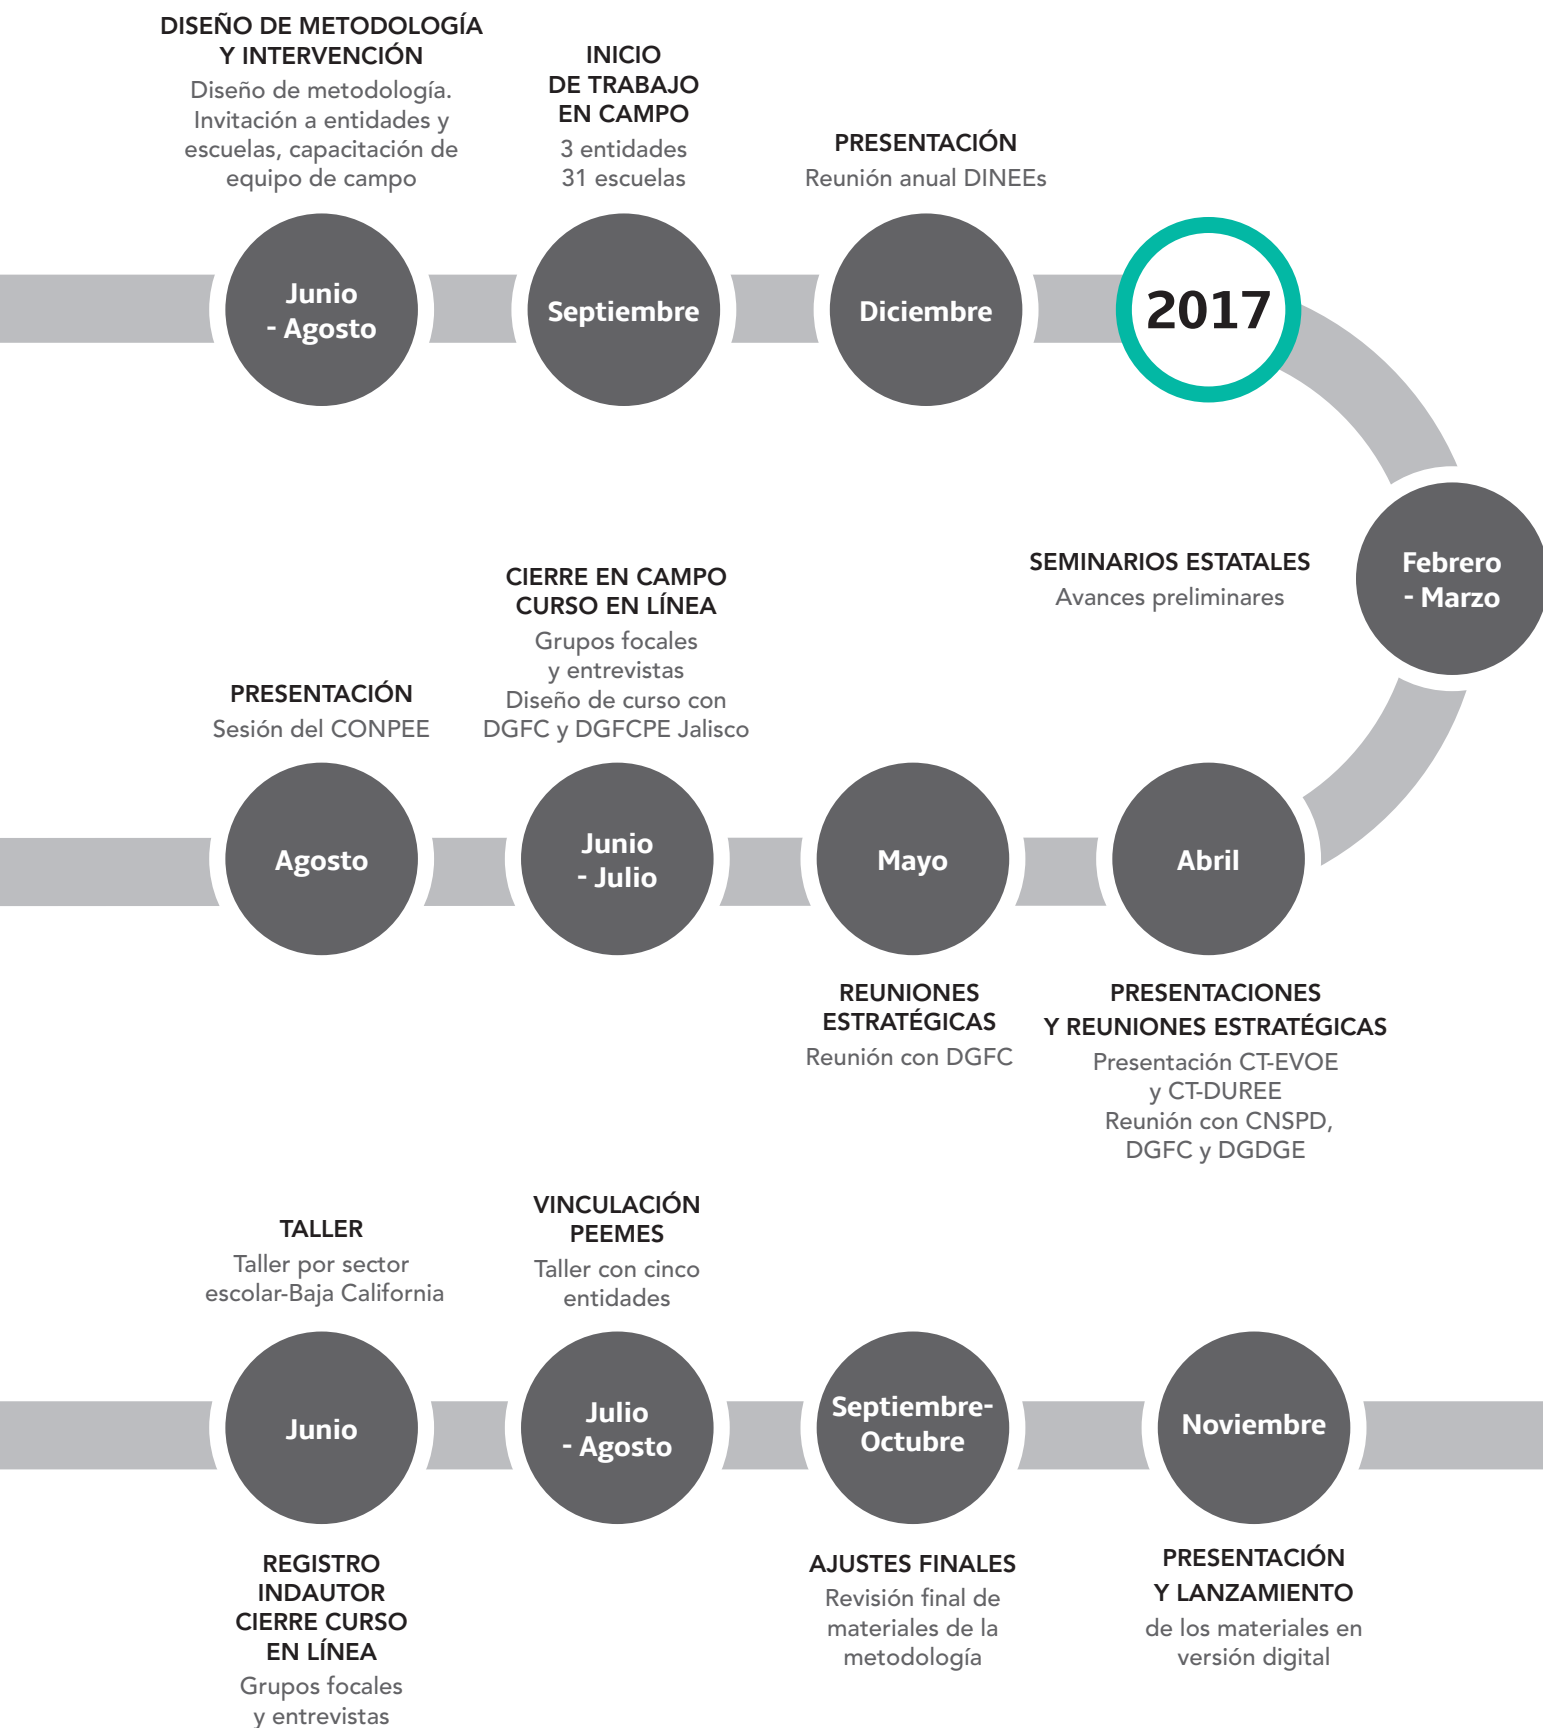 DISEÑO DE METODOLOGÍA
Y INTERVENCIÓN
Diseño de metodología.
Invitación a entidades y
escuelas, capacitación de
equipo de campo
Junio
- Agosto
INICIO
DE TRABAJO
EN CAMPO
3 entidades
31 escuelas
Septiembre
PRESENTACIÓN
Reunión anual DINEEs
Diciembre
2017
SEMINARIOS ESTATALES
Avances preliminares
Febrero
- Marzo
PRESENTACIÓN
Sesión del CONPEE
Agosto
CIERRE EN CAMPO
CURSO EN LÍNEA
Grupos focales
y entrevistas
Diseño de curso con
DGFC y DGFCPE Jalisco
Junio
- Julio
Mayo
REUNIONES
ESTRATÉGICAS
Reunión con DGFC
Abril
PRESENTACIONES
Y REUNIONES ESTRATÉGICAS
Presentación CT-EVOE
y CT-DUREE
Reunión con CNSPD,
DGFC y DGDGE
TALLER
Taller por sector
escolar-Baja California
Junio
REGISTRO
INDAUTOR
CIERRE CURSO
EN LÍNEA
Grupos focales
y entrevistas
VINCULACIÓN
PEEMES
Taller con cinco
entidades
Julio
- Agosto
Septiembre-
Octubre
AJUSTES FINALES
Revisión final de
materiales de la
metodología
Noviembre
PRESENTACIÓN
Y LANZAMIENTO
de los materiales en
versión digital